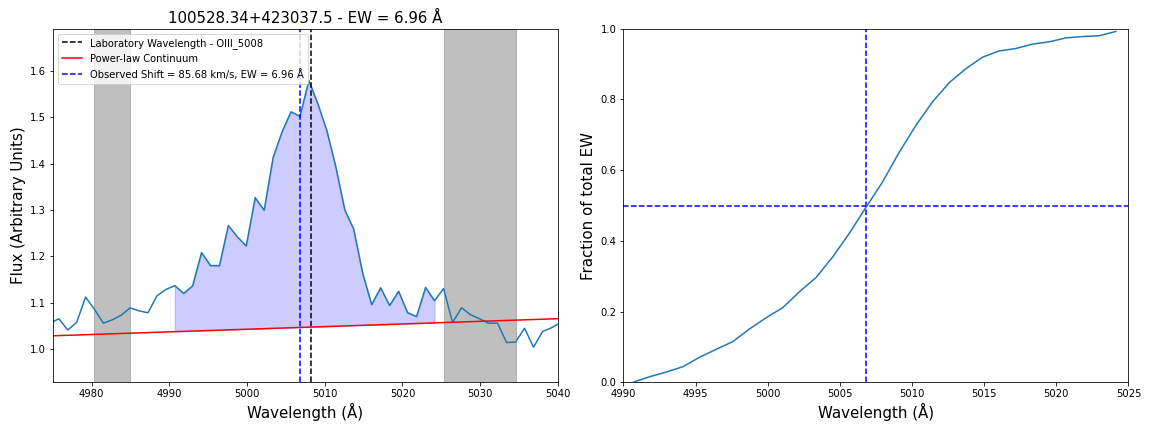 100528.34+423037.5 - EW = 6.96 Å
Laboratory Wavelength - OIII_5008
Power-law Continuum
Observed Shift = 85.68 km/s, EW = 6.96 Å
Flux (Arbitrary Units)
1.6
1.5
1.4
1.3
1.2
1.1
1.0
4980 4990 5000 5010 5020 5030 5040
Wavelength (Å)
Fraction of total EW
1.0
0.8
0.6
0.4
0.2
0.0
4990 4995 5000 5005 5010 5015 5020 5025
Wavelength (Å)